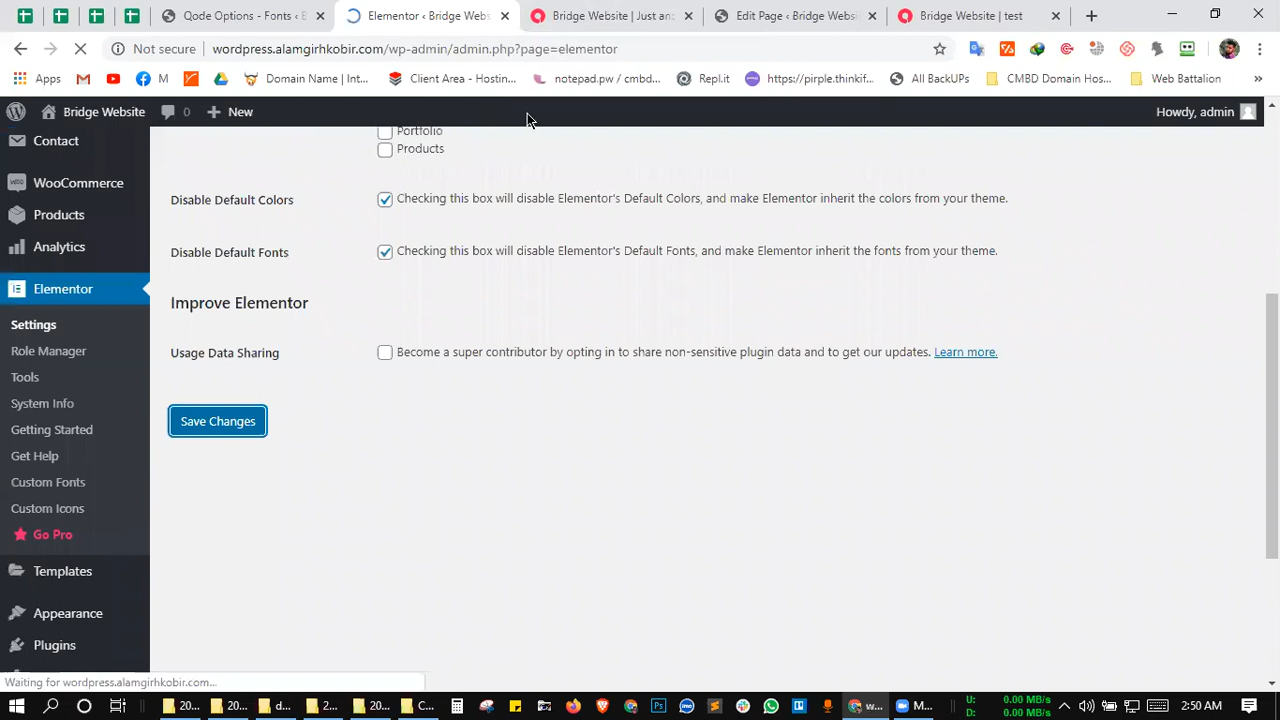 Qode Options - Fonts ‹ B
Elementor ‹ Bridge Webs
Bridge Website | Just an
Edit Page ‹ Bridge Websi
Bridge Website | test
Not secure
wordpress.alamgirhkobir.com/wp-admin/admin.php?page=elementor
Apps
M
Domain Name | Int...
Client Area - Hostin...
notepad.pw / cmbd...
Repl.it
https://pirple.thinkif...
All BackUPs
CMBD Domain Hos...
Web Battalion
Bridge Website
0
New
Howdy, admin
Contact
Portfolio
Products
WooCommerce
Products
Analytics
Elementor
Settings
Role Manager
Tools
System Info
Getting Started
Get Help
Custom Fonts
Custom Icons
Go Pro
Templates
Appearance
Plugins
Disable Default Colors
Checking this box will disable Elementor's Default Colors, and make Elementor inherit the colors from your theme.
Disable Default Fonts
Checking this box will disable Elementor's Default Fonts, and make Elementor inherit the fonts from your theme.
Improve Elementor
Usage Data Sharing
Become a super contributor by opting in to share non-sensitive plugin data and to get our updates. Learn more.
Save Changes
Waiting for wordpress.alamgirhkobir.com...
20...
20...
d...
2...
20...
C...
w...
M...
U: 0.00 MB/s
D: 0.00 MB/s
2:50 AM